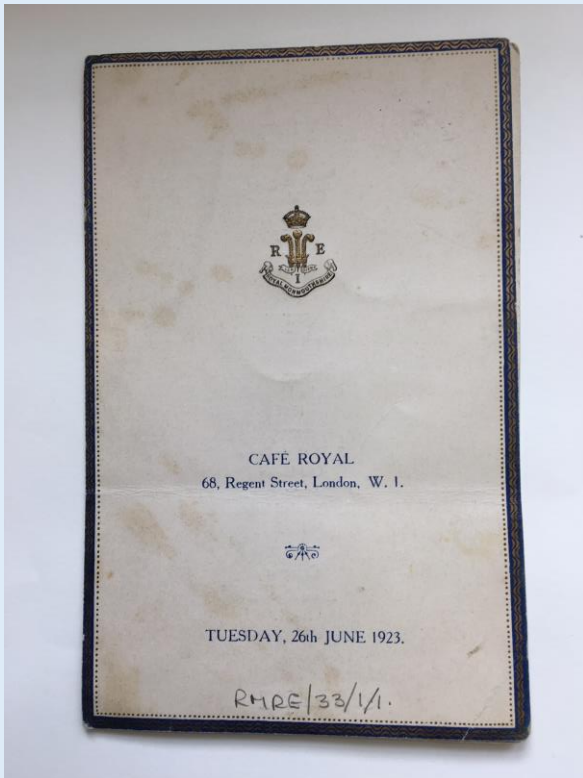 R E
I
ROYAL MONMOUTHSHIRE
CAFÉ ROYAL
68, Regent Street, London, W. 1.
TUESDAY, 26th JUNE 1923.
RMRE/33/1/1.